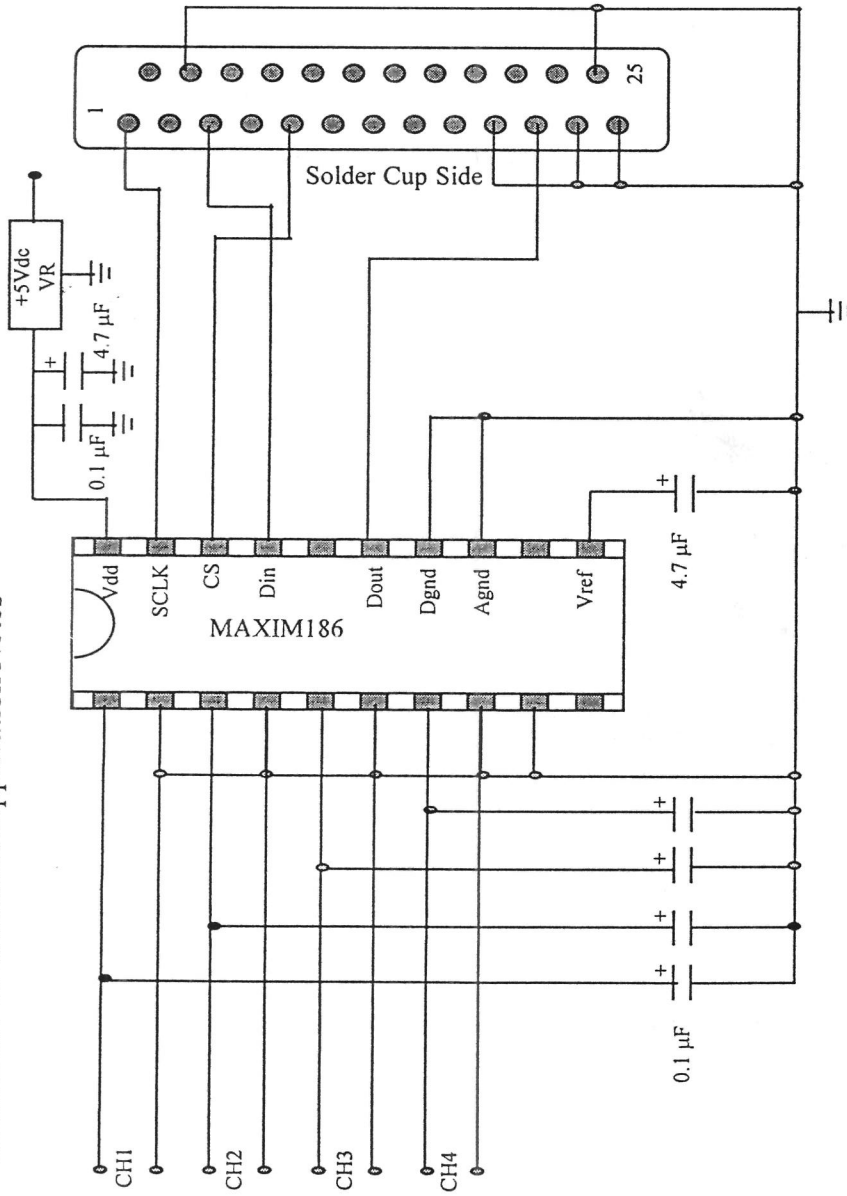 +5Vdc
VR
4.7 µF
+
0.1 µF
1
25
Solder Cup Side
Vdd
SCLK
CS
Din
Dout
Dgnd
Agnd
Vref
MAXIM186
+
4.7 µF
CH1
CH2
CH3
CH4
+
+
+
+
0.1 µF